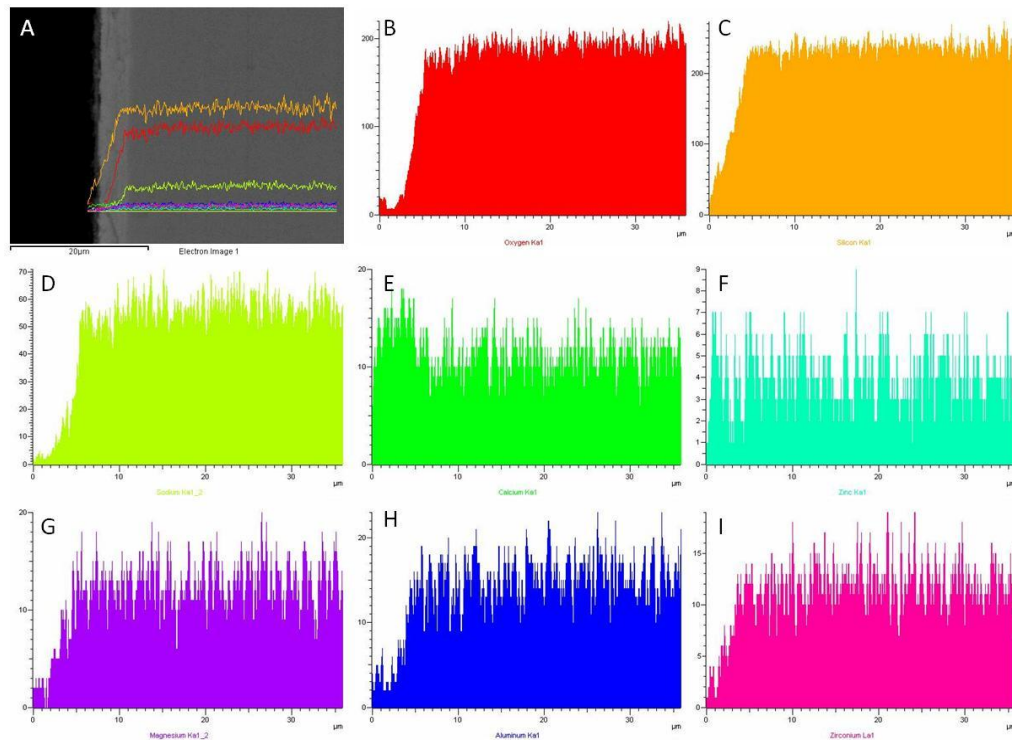 A
20µm
Electron Image 1
B
200
100
0
0 10 20 30
µm
Oxygen Ka1
C
200
100
0
0 10 20 30
µm
Silicon Ka1
D
70
60
50
40
30
20
10
0
0 10 20 30
µm
Sodium Ka1_2
E
20
10
0
0 10 20 30
µm
Calcium Ka1
F
9
8
7
6
5
4
3
2
1
0
0 10 20 30
µm
Zinc Ka1
G
20
10
0
0 10 20 30
µm
Magnesium Ka1_2
H
20
10
0
0 10 20 30
µm
Aluminum Ka1
I
15
10
5
0
0 10 20 30
µm
Zirconium La1